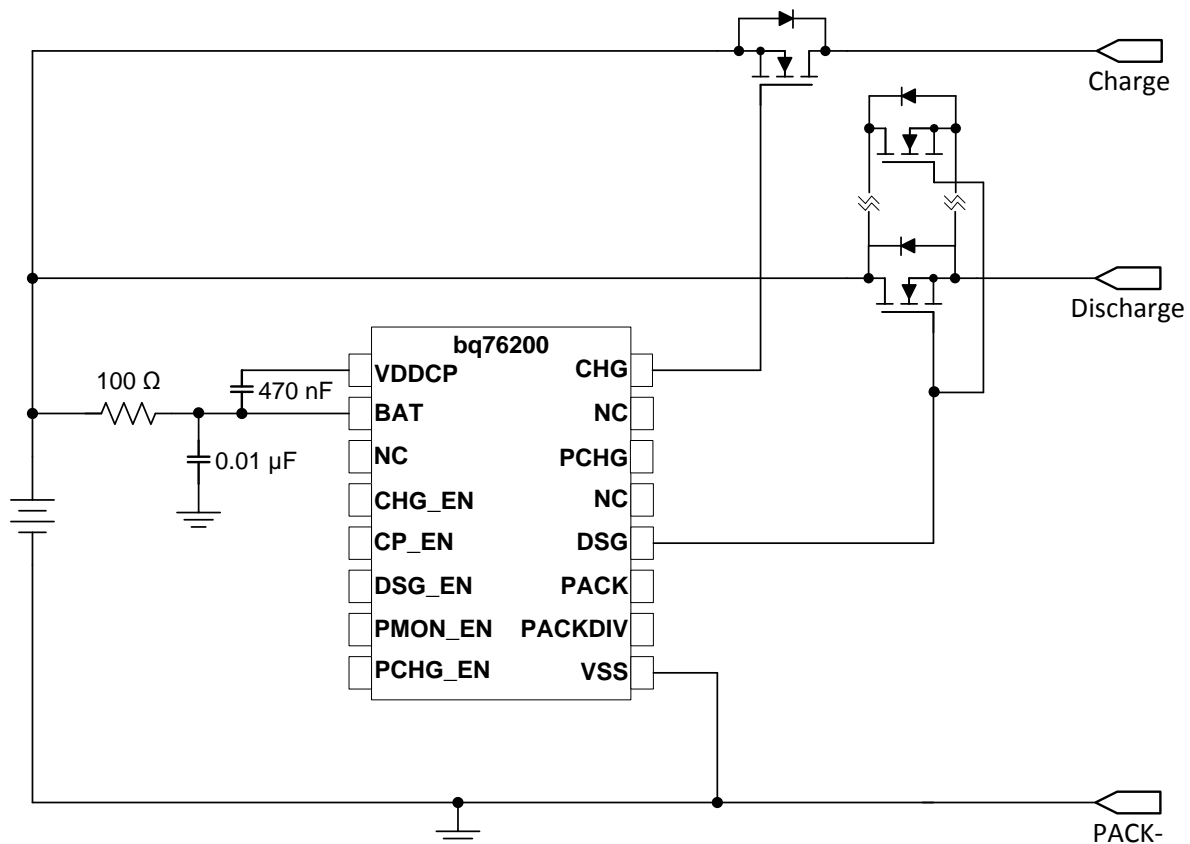 Charge
Discharge
bq76200
100 Ω
470 nF
0.01 µF
VDDCP
BAT
NC
CHG_EN
CP_EN
DSG_EN
PMON_EN
PCHG_EN
CHG
NC
PCHG
NC
DSG
PACK
PACKDIV
VSS
PACK-